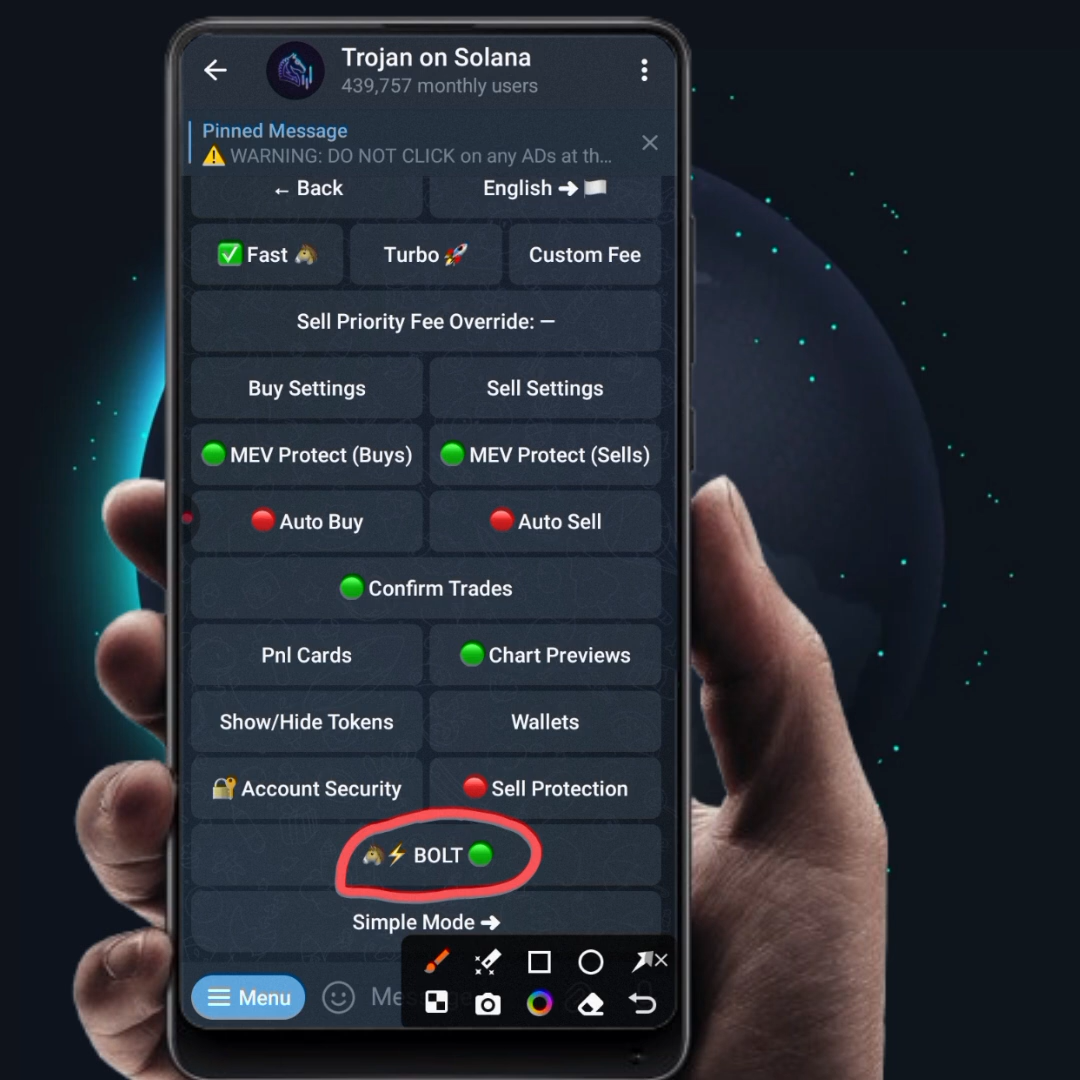 Trojan on Solana
439,757 monthly users
Pinned Message
⚠️ WARNING: DO NOT CLICK on any ADs at th...
← Back
English ➜ 🏳️
✅ Fast 🐴
Turbo 🚀
Custom Fee
Sell Priority Fee Override: —
Buy Settings
Sell Settings
🟢 MEV Protect (Buys)
🟢 MEV Protect (Sells)
🔴 Auto Buy
🔴 Auto Sell
🟢 Confirm Trades
Pnl Cards
🟢 Chart Previews
Show/Hide Tokens
Wallets
🔐 Account Security
🔴 Sell Protection
🐴⚡ BOLT 🟢
Simple Mode ➜
Menu